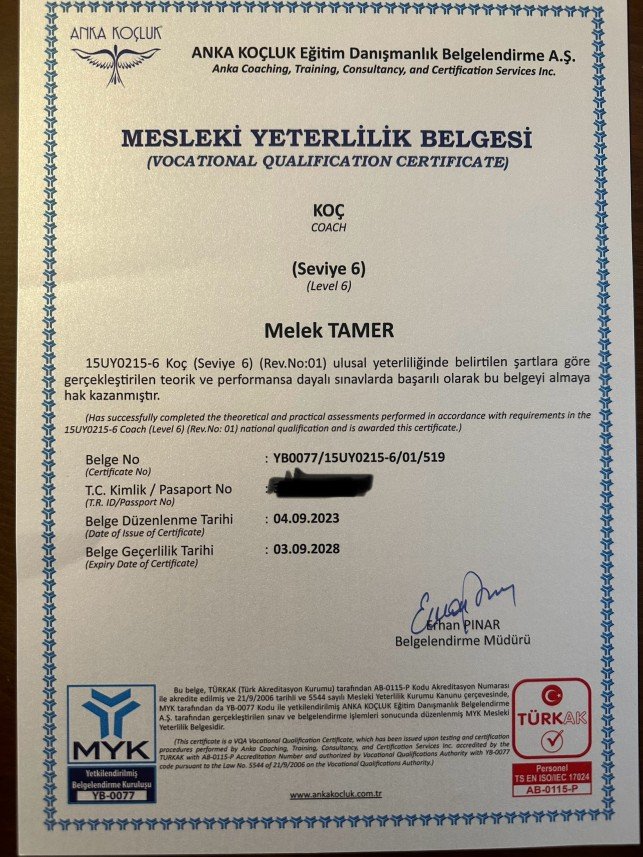 ANKA KOÇLUK
ANKA KOÇLUK Eğitim Danışmanlık Belgelendirme A.Ş.
Anka Coaching, Training, Consultancy, and Certification Services Inc.
MESLEKİ YETERLİLİK BELGESİ
(VOCATIONAL QUALIFICATION CERTIFICATE)
KOÇ
COACH
(Seviye 6)
(Level 6)
Melek TAMER
15UY0215-6 Koç (Seviye 6) (Rev.No:01) ulusal yeterliliğinde belirtilen şartlara göre
gerçekleştirilen teorik ve performansa dayalı sınavlarda başarılı olarak bu belgeyi almaya
hak kazanmıştır.
(Has successfully completed the theoretical and practical assessments performed in accordance with requirements in the
15UY0215-6 Coach (Level 6) (Rev.No: 01) national qualification and is awarded this certificate.)
Belge No : YB0077/15UY0215-6/01/519
(Certificate No)
T.C. Kimlik / Pasaport No :
(T.R. ID/Passport No)
Belge Düzenlenme Tarihi : 04.09.2023
(Date of Issue of Certificate)
Belge Geçerlilik Tarihi : 03.09.2028
(Expiry Date of Certificate)
Erhan PINAR
Belgelendirme Müdürü
Bu belge, TÜRKAK (Türk Akreditasyon Kurumu) tarafından AB-0115-P Kodu Akreditasyon Numarası
ile akredite edilmiş ve 21/9/2006 tarihli ve 5544 sayılı Mesleki Yeterlilik Kurumu Kanunu çerçevesinde,
MYK tarafından da YB-0077 Kodu ile yetkilendirilmiş ANKA KOÇLUK Eğitim Danışmanlık Belgelendirme
A.Ş. tarafından gerçekleştirilen sınav ve belgelendirme işlemleri sonucunda düzenlenmiş MYK Mesleki
Yeterlilik Belgesidir.
(This certificate is a VQA Vocational Qualification Certificate, which has been issued upon testing and certification
procedures performed by Anka Coaching, Training, Consultancy, and Certification Services Inc. accredited by the
TURKAK with AB-0115-P Accreditation Number and authorized by Vocational Qualifications Authority with YB-0077
code pursuant to the Law No. 5544 of 21/9/2006 on the Vocational Qualifications Authority.)
www.ankakocluk.com.tr
MYK
Yetkilendirilmiş
Belgelendirme Kuruluşu
YB-0077
TÜRKAK
Personel
TS EN ISO/IEC 17024
AB-0115-P